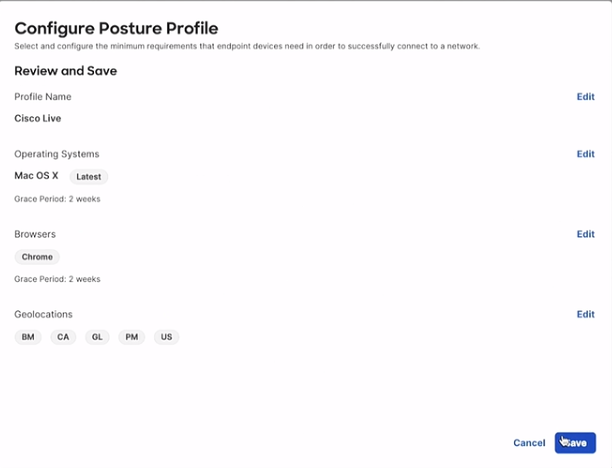 Configure Posture Profile
Select and configure the minimum requirements that endpoint devices need in order to successfully connect to a network.
Review and Save
Profile Name Edit
Cisco Live
Operating Systems Edit
Mac OS X Latest
Grace Period: 2 weeks
Browsers Edit
Chrome
Grace Period: 2 weeks
Geolocations Edit
BM CA GL PM US
Cancel Save